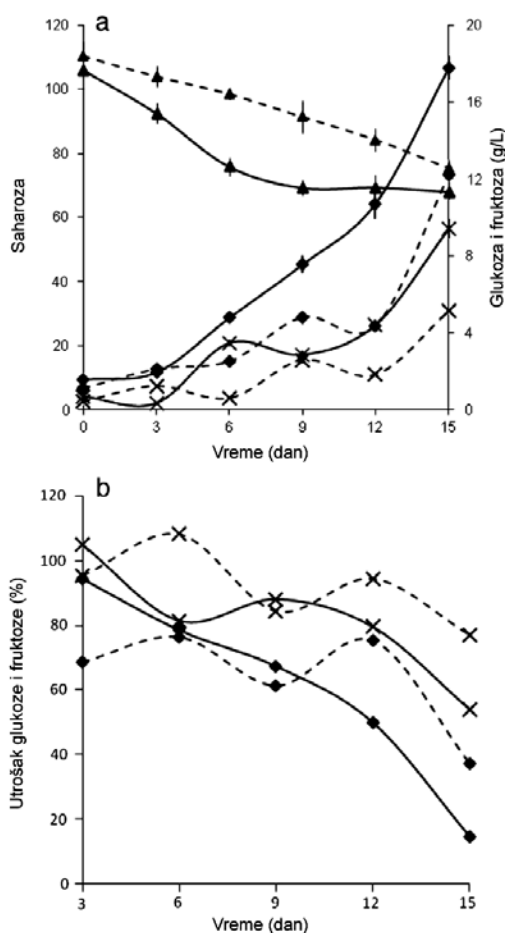 a
120
100
80
60
40
20
0
Saharoza
20
16
12
8
4
0
Glukoza i fruktoza (g/L)
0 3 6 9 12 15
Vreme (dan)
b
120
100
80
60
40
20
0
Utrošak glukoze i fruktoze (%)
3 6 9 12 15
Vreme (dan)